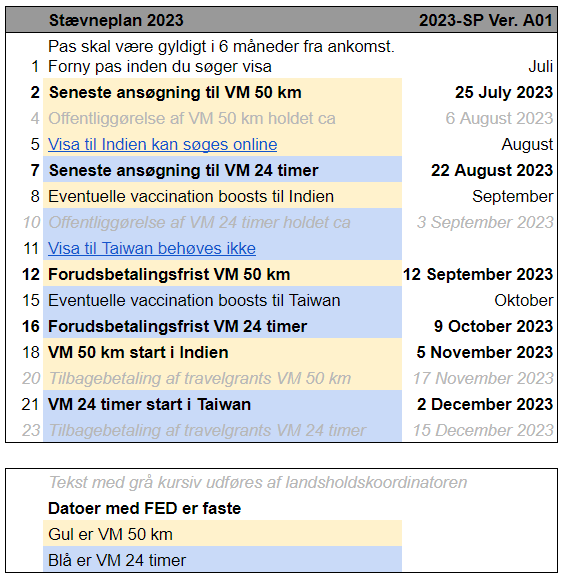 Stævneplan 2023 2023-SP Ver. A01
Pas skal være gyldigt i 6 måneder fra ankomst.
1 Forny pas inden du søger visa Juli
2 Seneste ansøgning til VM 50 km 25 July 2023
4 Offentliggørelse af VM 50 km holdet ca 6 August 2023
5 Visa til Indien kan søges online August
7 Seneste ansøgning til VM 24 timer 22 August 2023
8 Eventuelle vaccination boosts til Indien September
10 Offentliggørelse af VM 24 timer holdet ca 3 September 2023
11 Visa til Taiwan behøves ikke
12 Forudsbetalingsfrist VM 50 km 12 September 2023
15 Eventuelle vaccination boosts til Taiwan Oktober
16 Forudsbetalingsfrist VM 24 timer 9 October 2023
18 VM 50 km start i Indien 5 November 2023
20 Tilbagebetaling af travelgrants VM 50 km 17 November 2023
21 VM 24 timer start i Taiwan 2 December 2023
23 Tilbagebetaling af travelgrants VM 24 timer 15 December 2023
Tekst med grå kursiv udføres af landsholdskoordinatoren
Datoer med FED er faste
Gul er VM 50 km
Blå er VM 24 timer